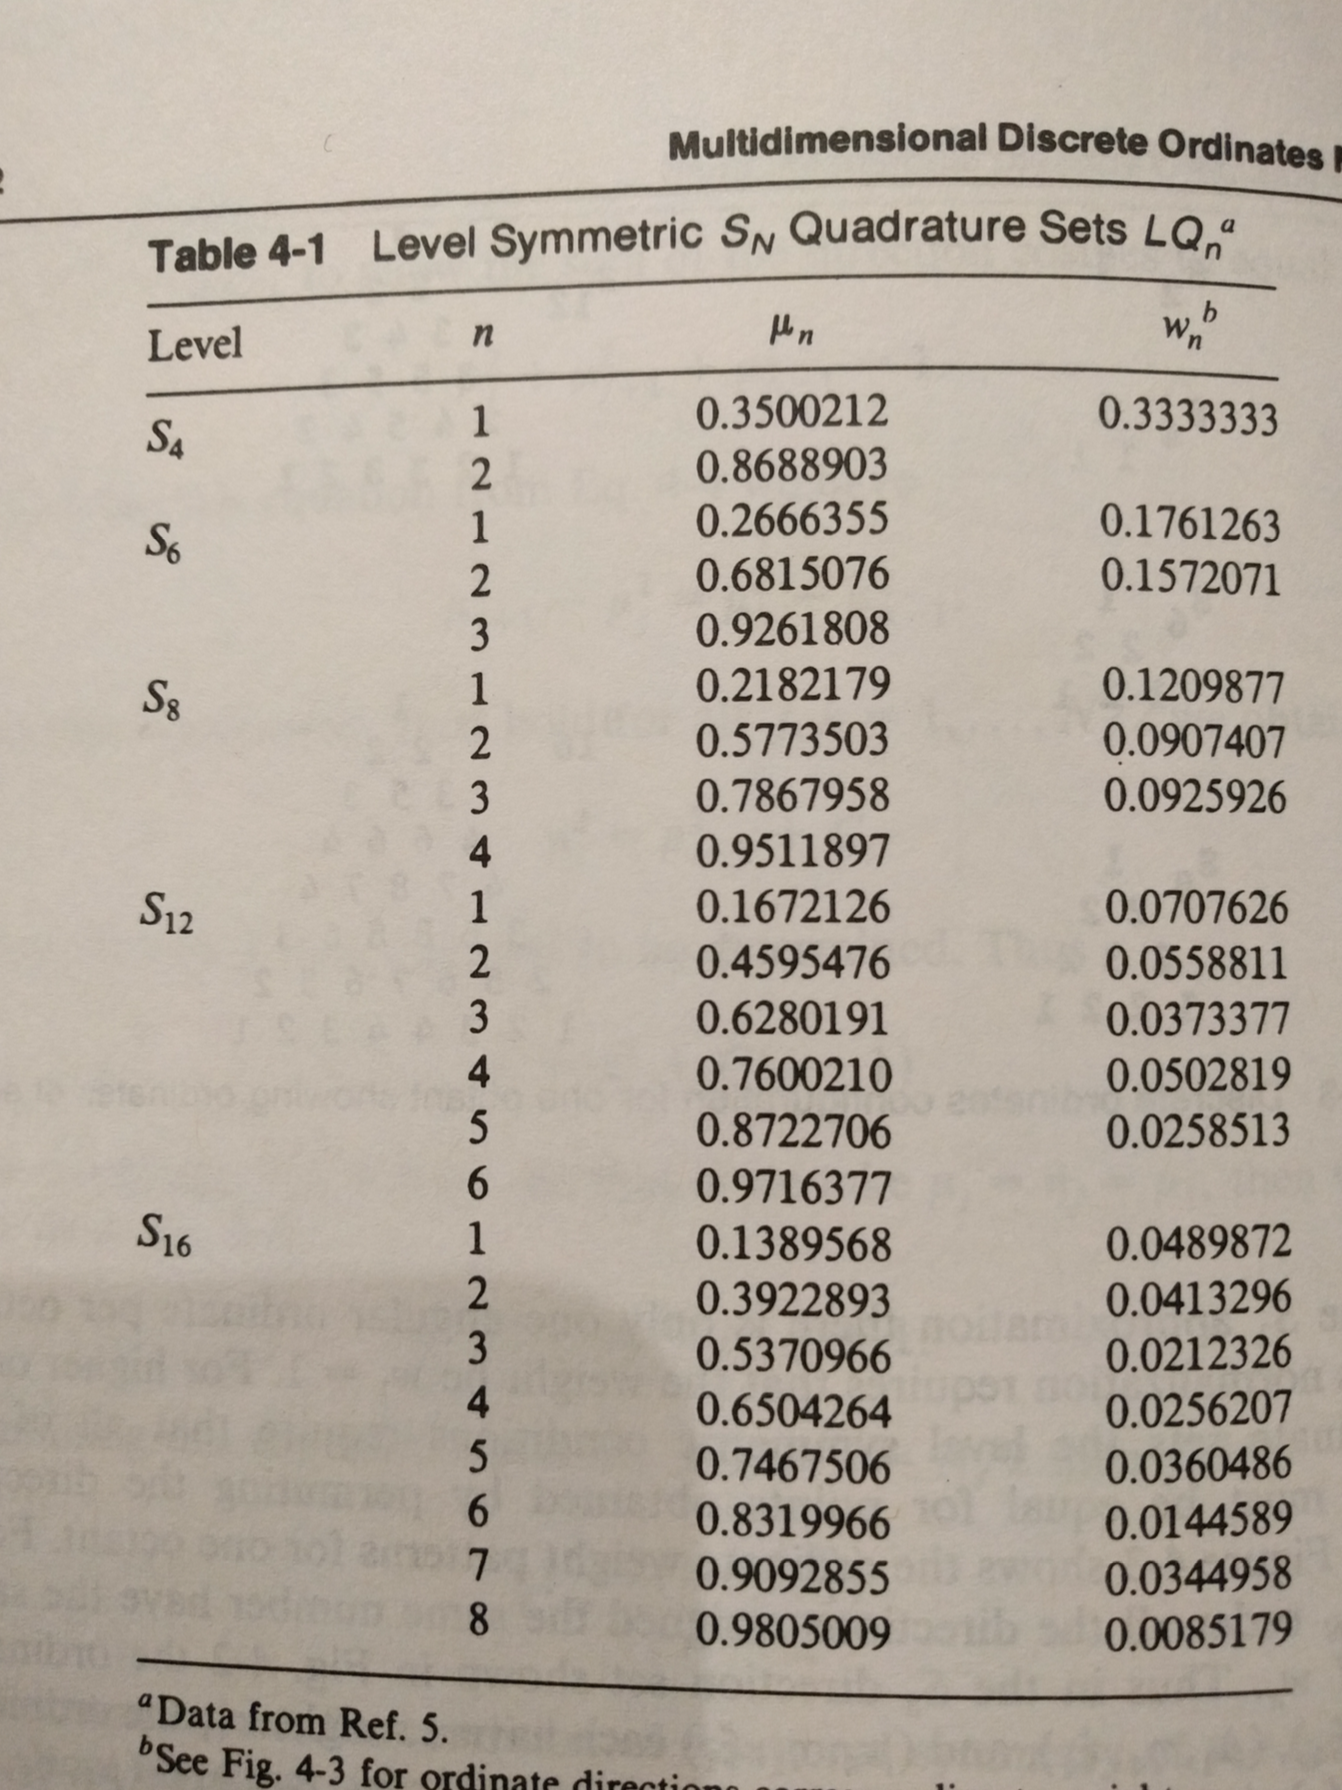 Multidimensional Discrete Ordinates
Table 4-1 Level Symmetric S_N Quadrature Sets LQ_n^a
Level n μ_n w_n^b
S_4 1 0.3500212 0.3333333
2 0.8688903
S_6 1 0.2666355 0.1761263
2 0.6815076 0.1572071
3 0.9261808
S_8 1 0.2182179 0.1209877
2 0.5773503 0.0907407
3 0.7867958 0.0925926
4 0.9511897
S_12 1 0.1672126 0.0707626
2 0.4595476 0.0558811
3 0.6280191 0.0373377
4 0.7600210 0.0502819
5 0.8722706 0.0258513
6 0.9716377
S_16 1 0.1389568 0.0489872
2 0.3922893 0.0413296
3 0.5370966 0.0212326
4 0.6504264 0.0256207
5 0.7467506 0.0360486
6 0.8319966 0.0144589
7 0.9092855 0.0344958
8 0.9805009 0.0085179
^a Data from Ref. 5.
^b See Fig. 4-3 for ordinate directions